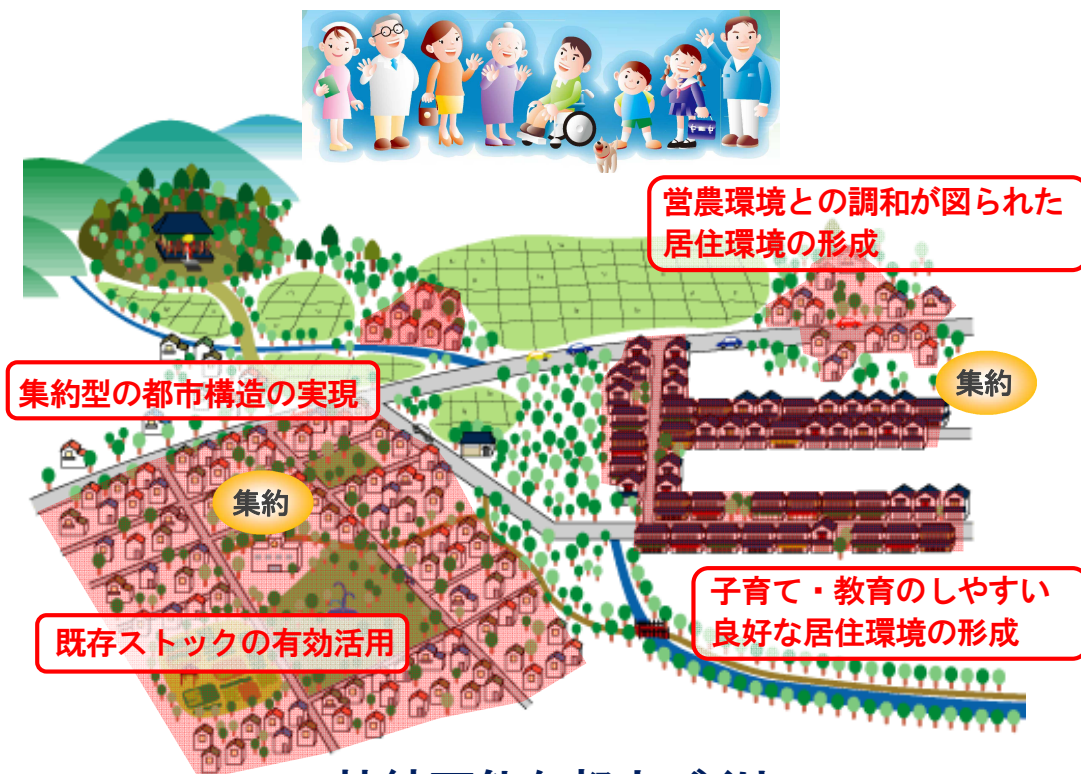 営農環境との調和が図られた
居住環境の形成
集約型の都市構造の実現
集約
集約
既存ストックの有効活用
子育て・教育のしやすい
良好な居住環境の形成